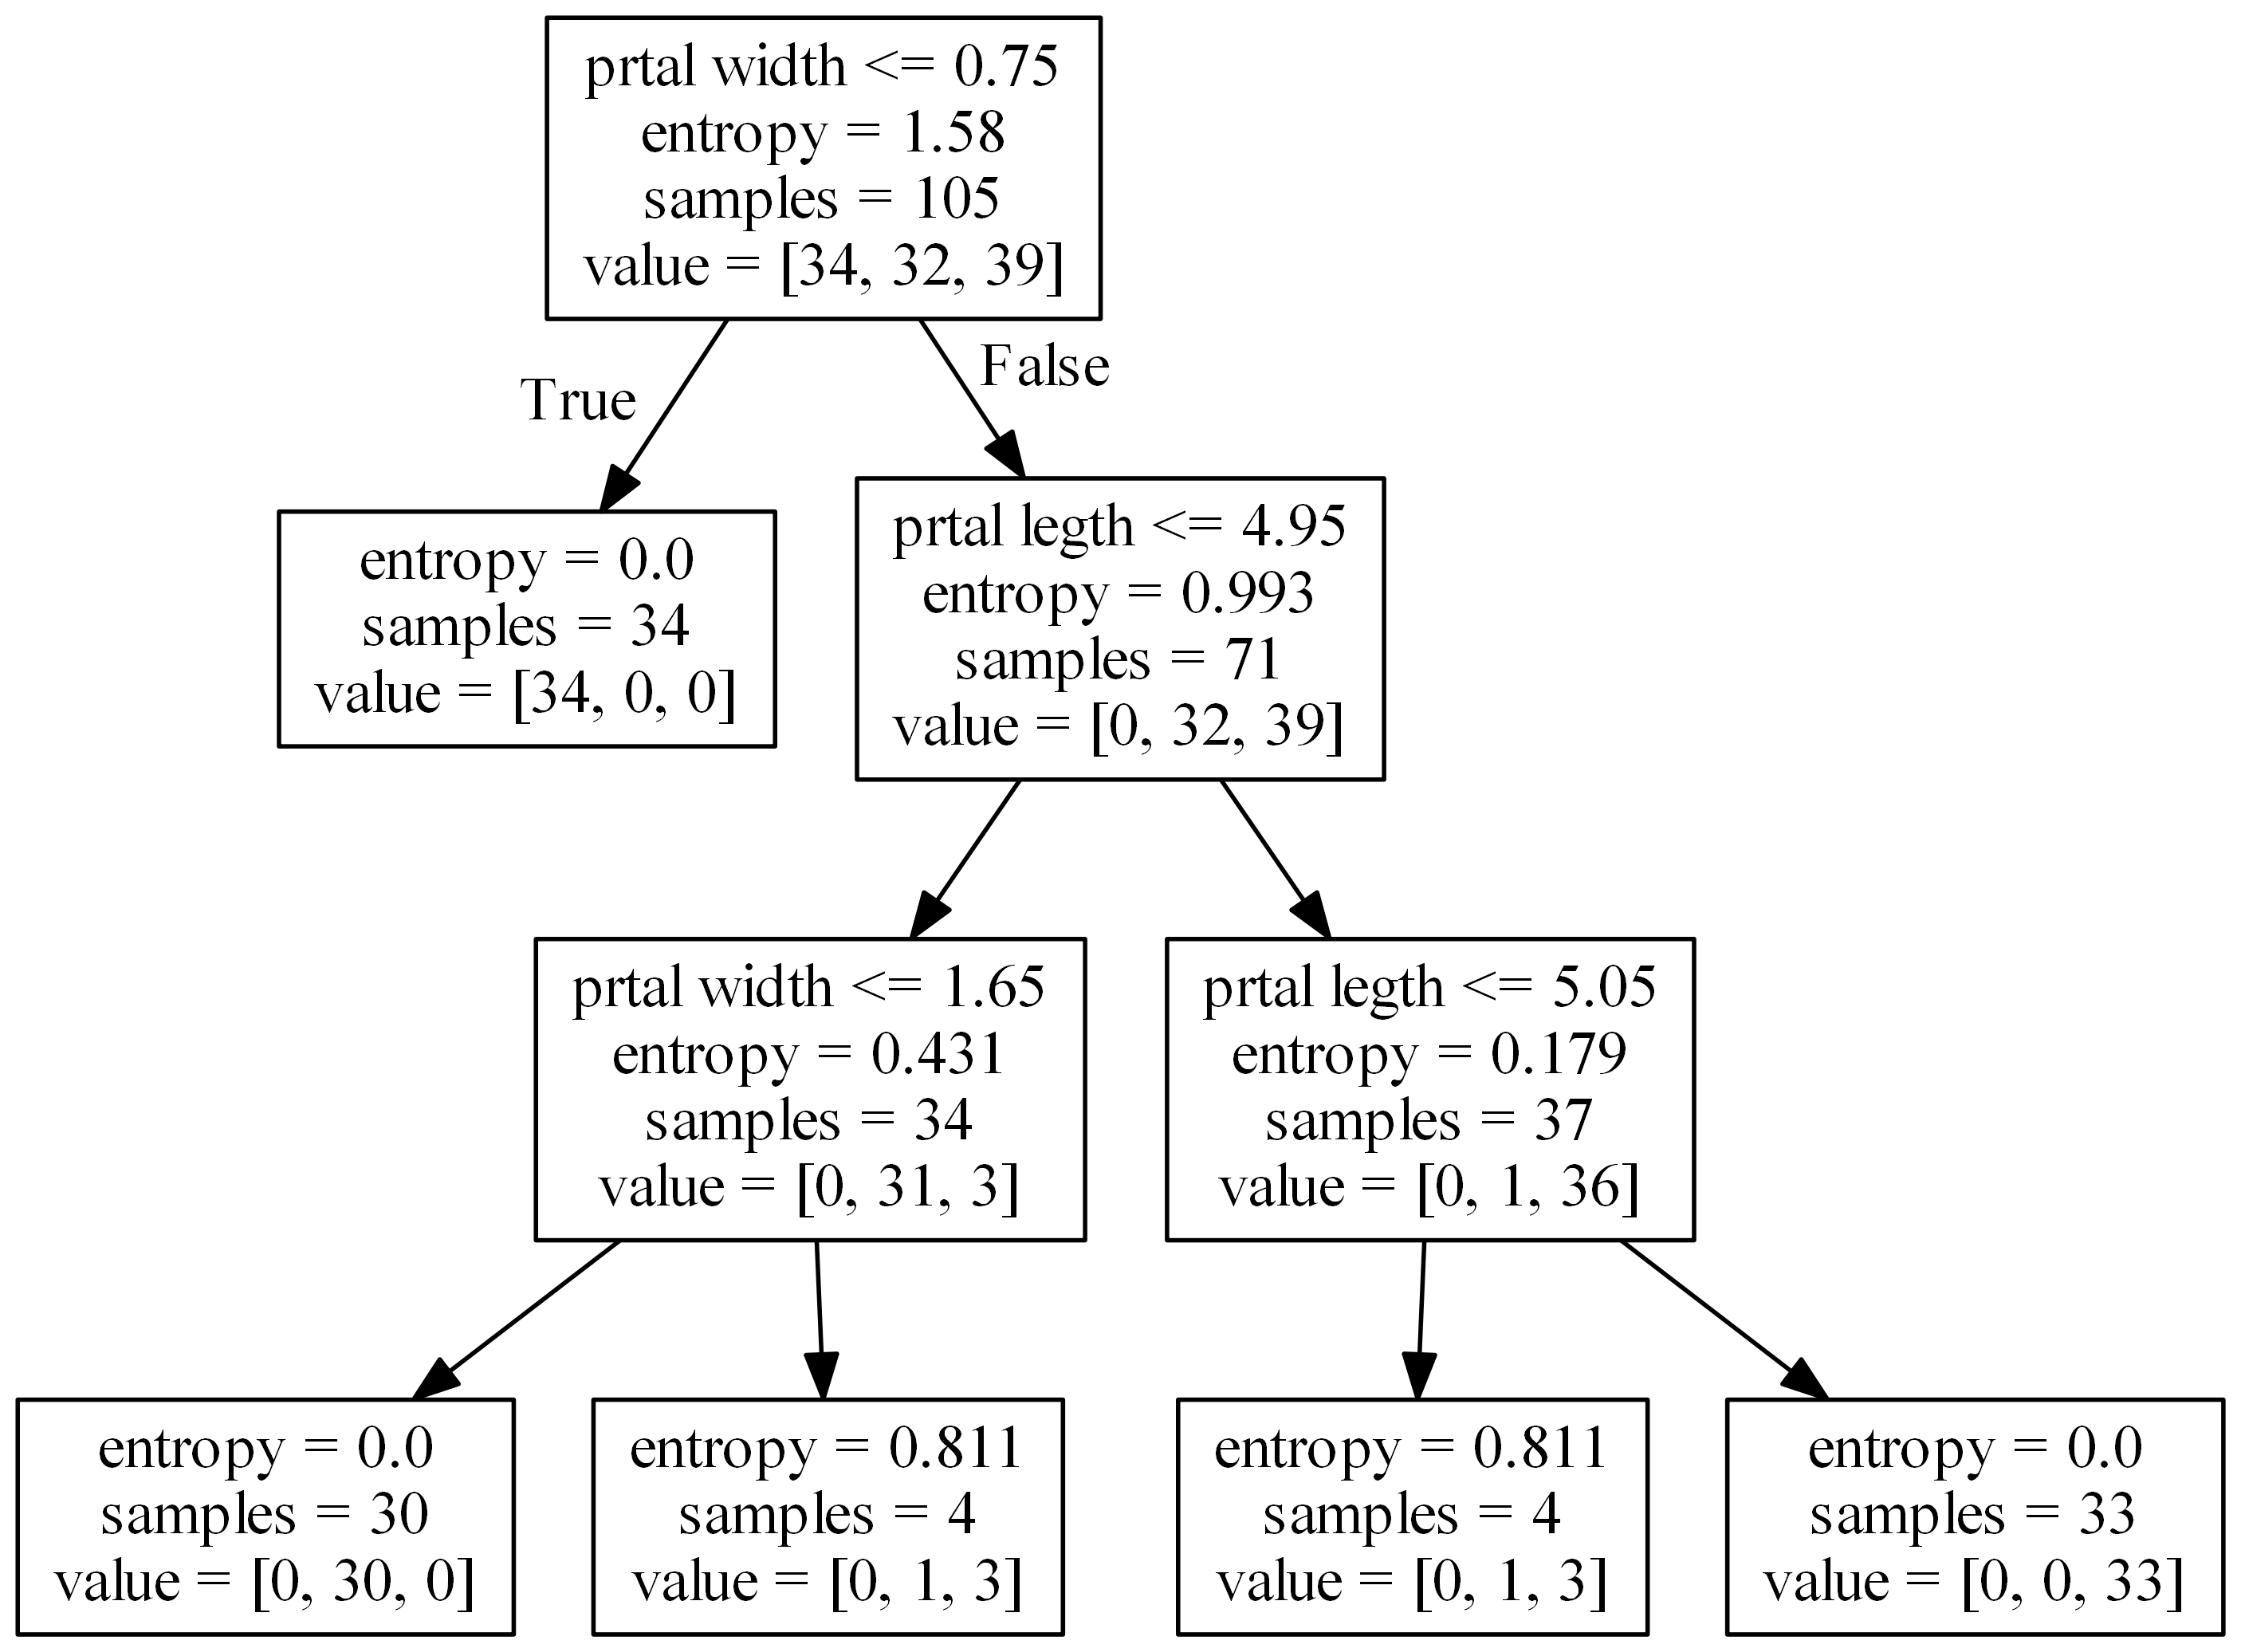 prtal width <= 0.75
entropy = 1.58
samples = 105
value = [34, 32, 39]
True
False
entropy = 0.0
samples = 34
value = [34, 0, 0]
prtal legth <= 4.95
entropy = 0.993
samples = 71
value = [0, 32, 39]
prtal width <= 1.65
entropy = 0.431
samples = 34
value = [0, 31, 3]
prtal legth <= 5.05
entropy = 0.179
samples = 37
value = [0, 1, 36]
entropy = 0.0
samples = 30
value = [0, 30, 0]
entropy = 0.811
samples = 4
value = [0, 1, 3]
entropy = 0.811
samples = 4
value = [0, 1, 3]
entropy = 0.0
samples = 33
value = [0, 0, 33]